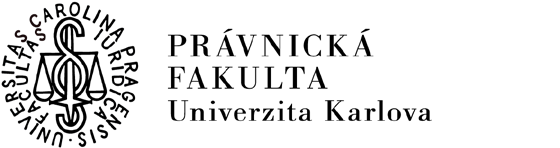 UNIVERSITAS CAROLINA PRAGENSIS
FACULTAS IURIDICA
PRÁVNICKÁ
FAKULTA
Univerzita Karlova